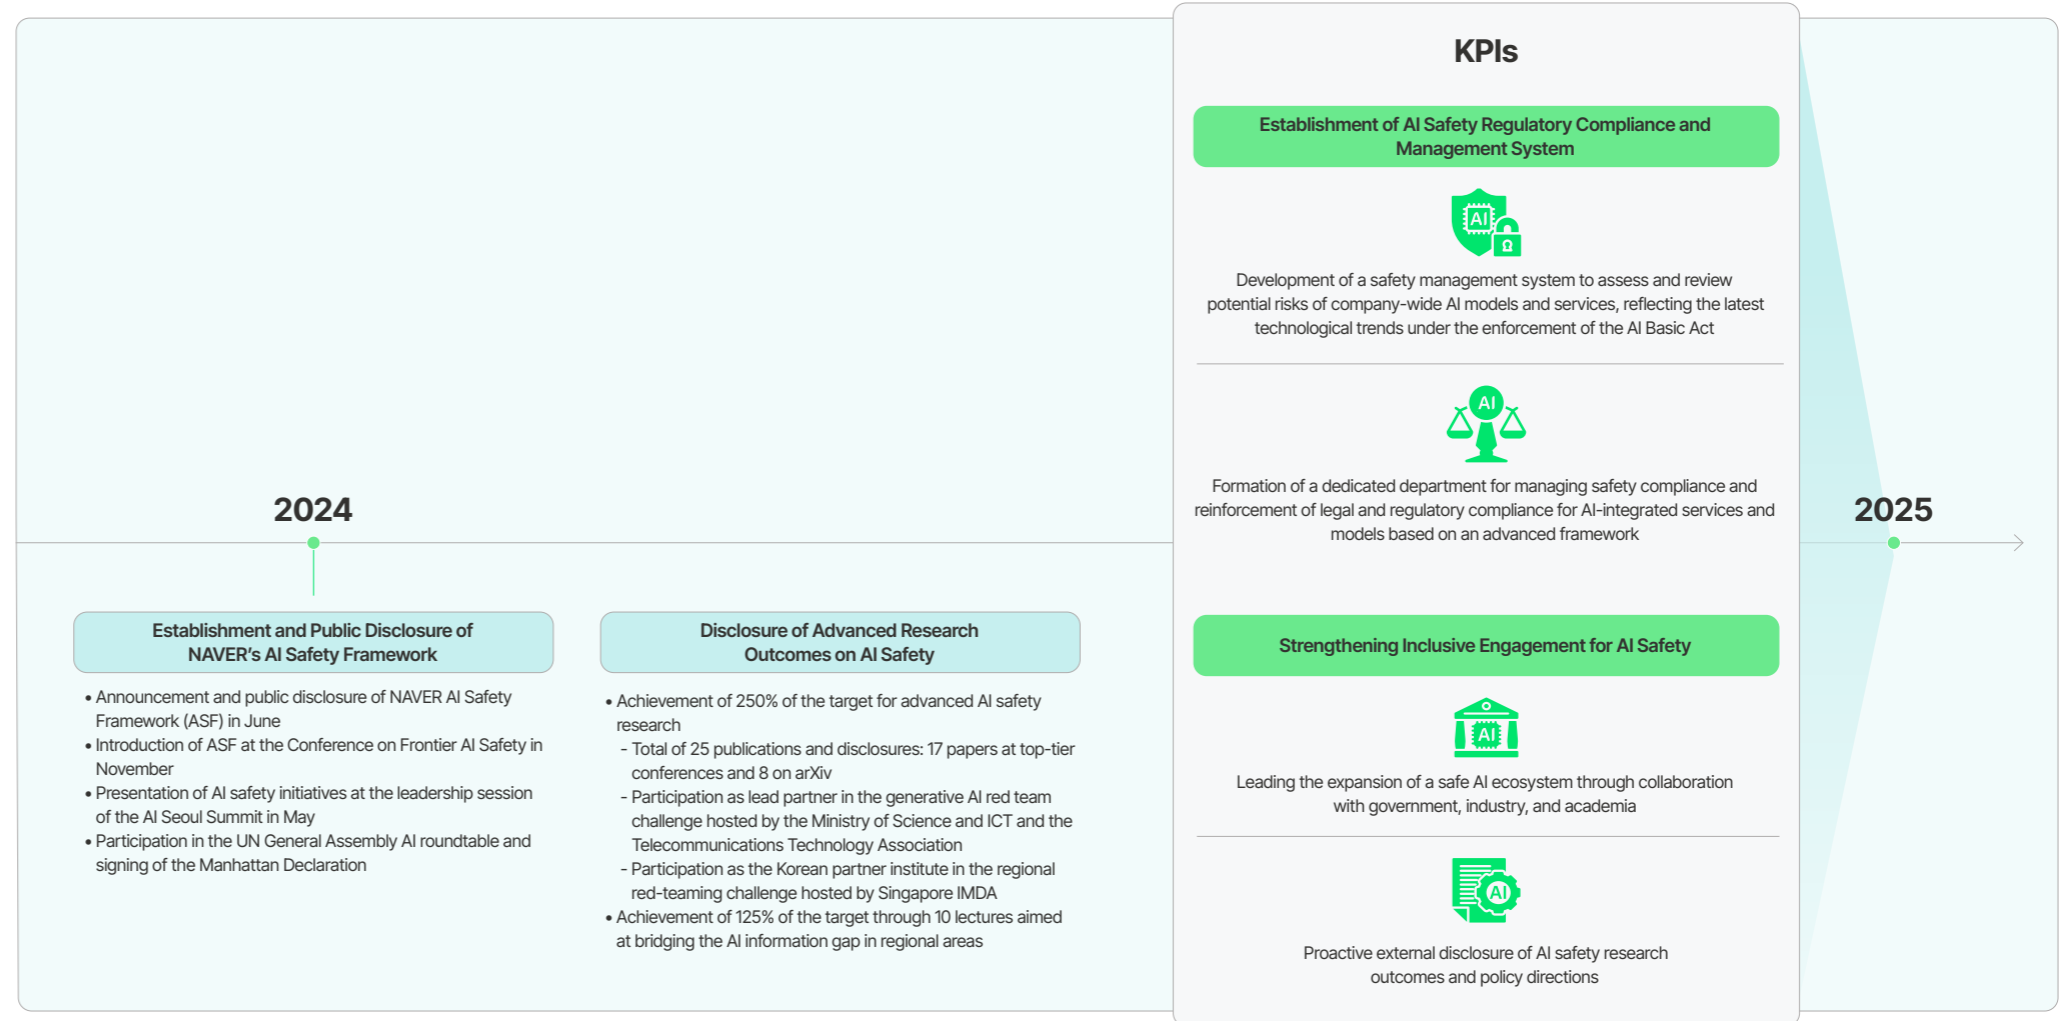 2024
Establishment and Public Disclosure of
NAVER's AI Safety Framework
• Announcement and public disclosure of NAVER AI Safety
Framework (ASF) in June
• Introduction of ASF at the Conference on Frontier AI Safety in
November
• Presentation of AI safety initiatives at the leadership session
of the AI Seoul Summit in May
• Participation in the UN General Assembly AI roundtable and
signing of the Manhattan Declaration
Disclosure of Advanced Research
Outcomes on AI Safety
• Achievement of 250% of the target for advanced AI safety
research
- Total of 25 publications and disclosures: 17 papers at top-tier
conferences and 8 on arXiv
- Participation as lead partner in the generative AI red team
challenge hosted by the Ministry of Science and ICT and the
Telecommunications Technology Association
- Participation as the Korean partner institute in the regional
red-teaming challenge hosted by Singapore IMDA
• Achievement of 125% of the target through 10 lectures aimed
at bridging the AI information gap in regional areas
KPIs
Establishment of AI Safety Regulatory Compliance and
Management System
AI
Development of a safety management system to assess and review
potential risks of company-wide AI models and services, reflecting the latest
technological trends under the enforcement of the AI Basic Act
AI
Formation of a dedicated department for managing safety compliance and
reinforcement of legal and regulatory compliance for AI-integrated services and
models based on an advanced framework
Strengthening Inclusive Engagement for AI Safety
AI
Leading the expansion of a safe AI ecosystem through collaboration
with government, industry, and academia
AI
Proactive external disclosure of AI safety research
outcomes and policy directions
2025